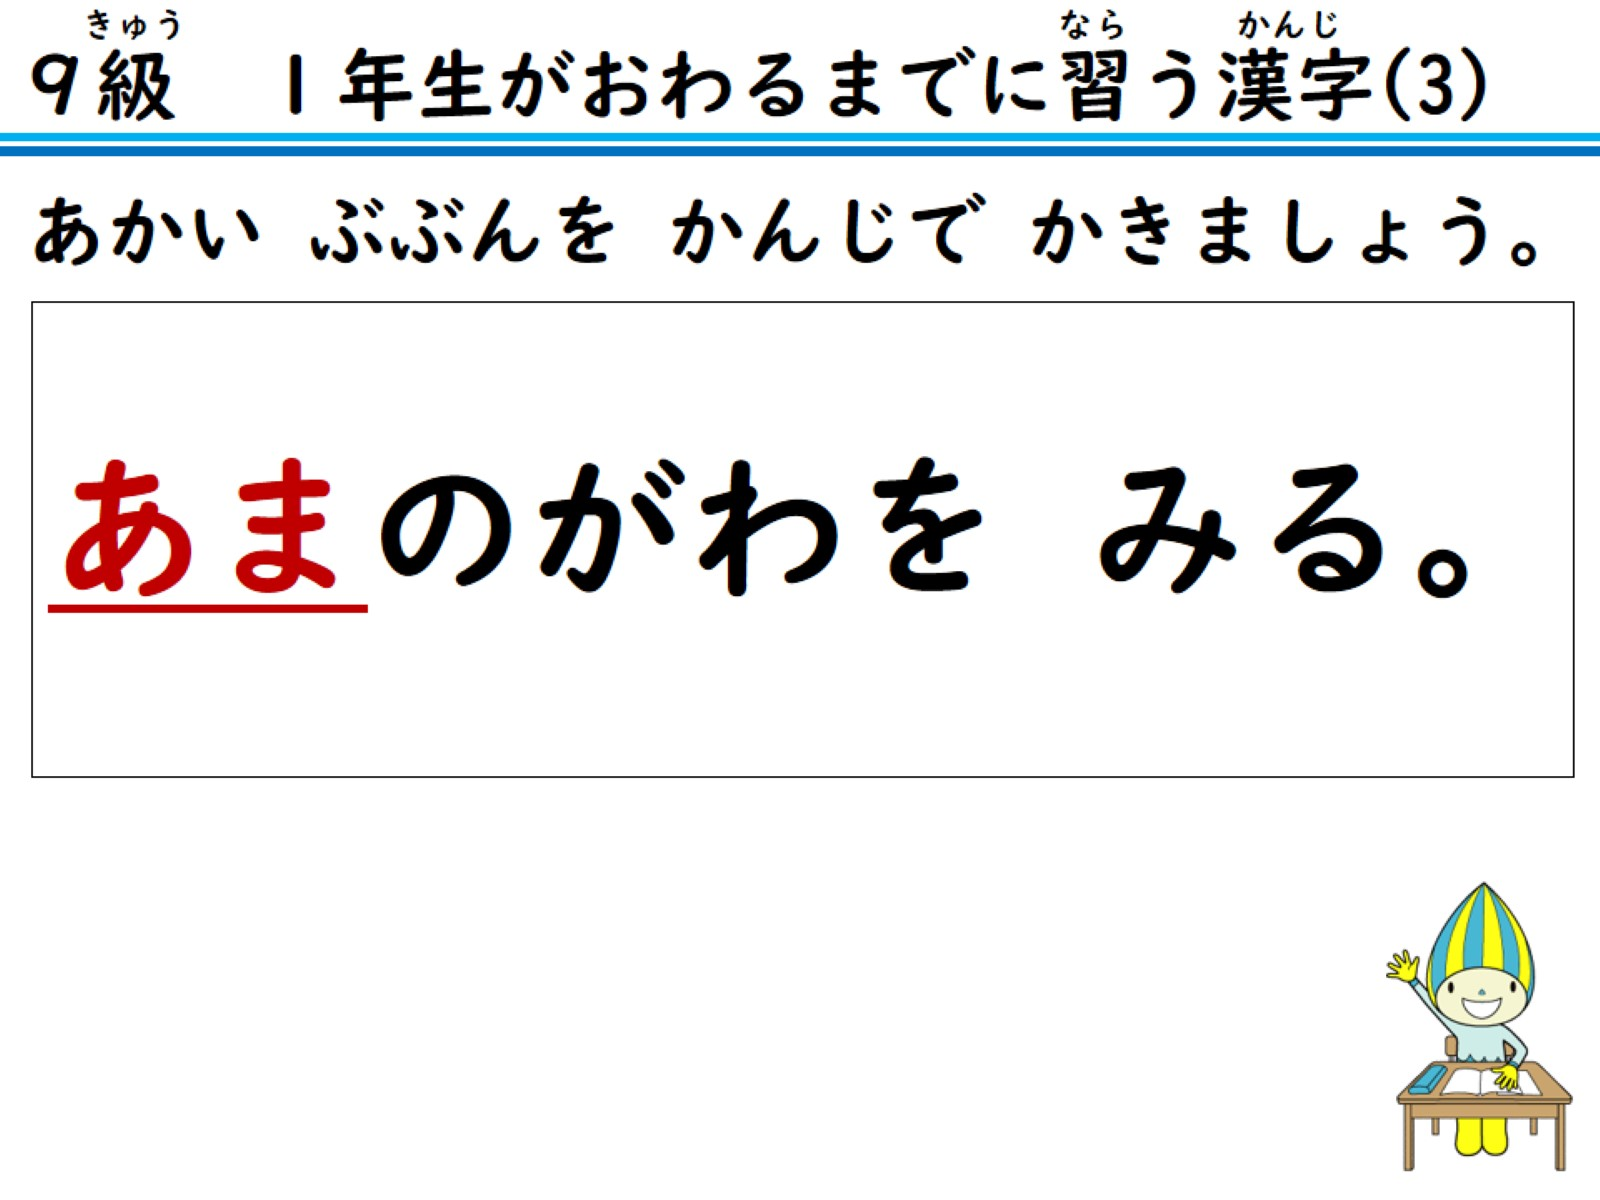 きゅう なら かんじ
９級　１年生がおわるまでに習う漢字(3)
あかい ぶぶんを かんじで かきましょう。
あまのがわを みる。